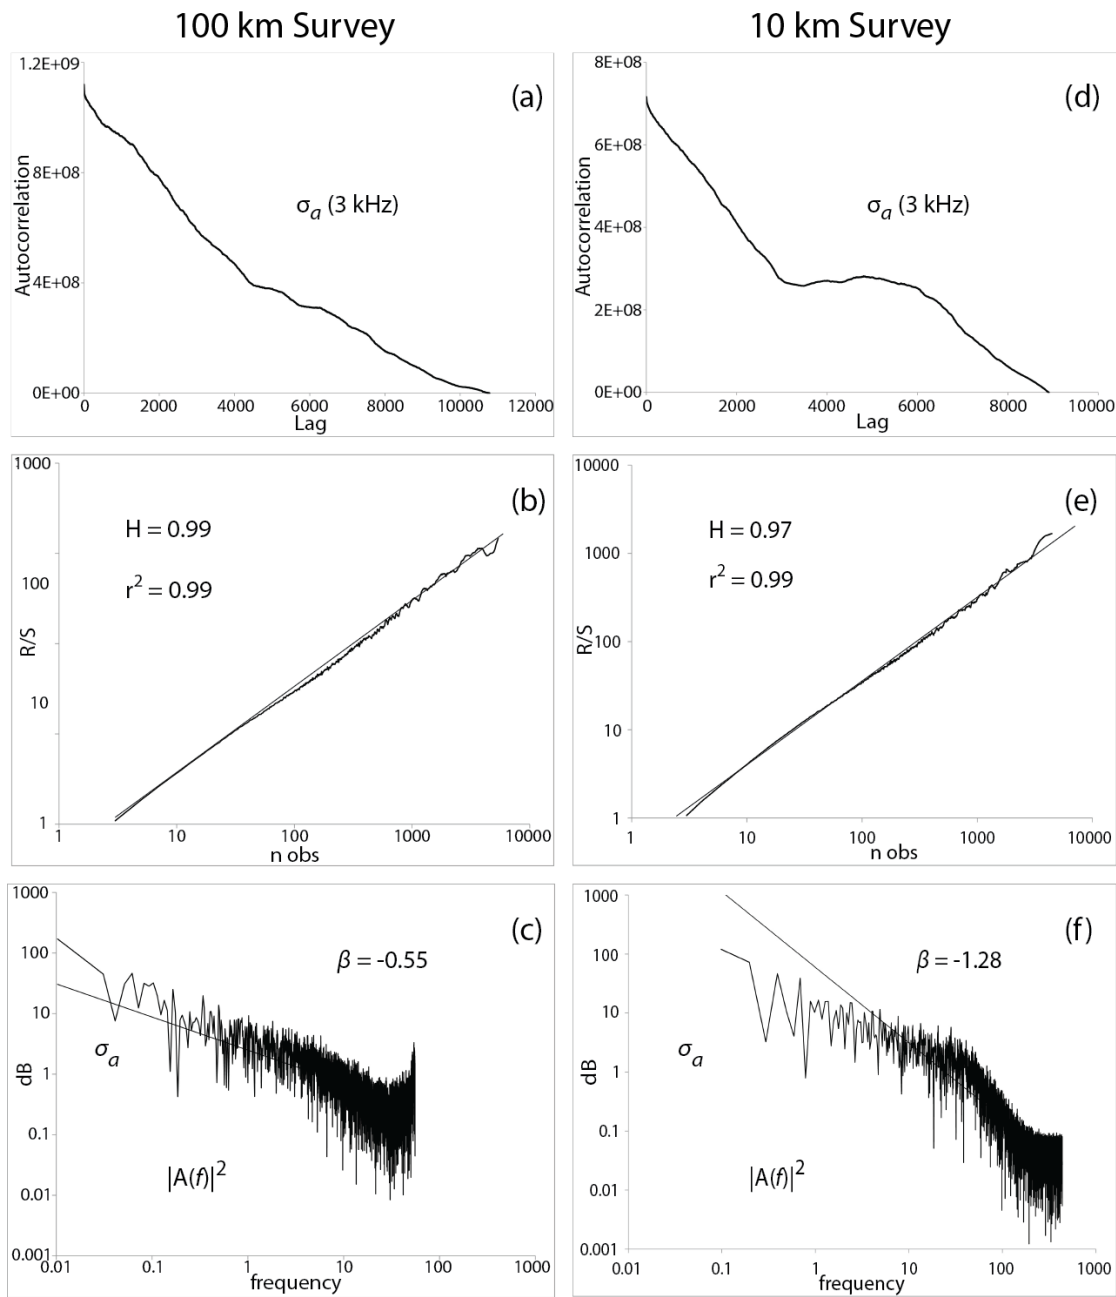 100 km Survey
10 km Survey
1.2E+09
8E+08
4E+08
0E+00
Autocorrelation
(a)
σa (3 kHz)
0 2000 4000 6000 8000 10000 12000
Lag
8E+08
6E+08
4E+08
2E+08
0E+00
Autocorrelation
(d)
σa (3 kHz)
0 2000 4000 6000 8000 10000
Lag
1000
100
10
1
R/S
(b)
H = 0.99
r2 = 0.99
1 10 100 1000 10000
n obs
10000
1000
100
10
1
R/S
(e)
H = 0.97
r2 = 0.99
1 10 100 1000 10000
n obs
1000
100
10
1
0.1
0.01
0.001
dB
(c)
β = -0.55
σa
|A(f)|2
0.01 0.1 1 10 100 1000
frequency
1000
100
10
1
0.1
0.01
0.001
dB
(f)
β = -1.28
σa
|A(f)|2
0.01 0.1 1 10 100 1000
frequency